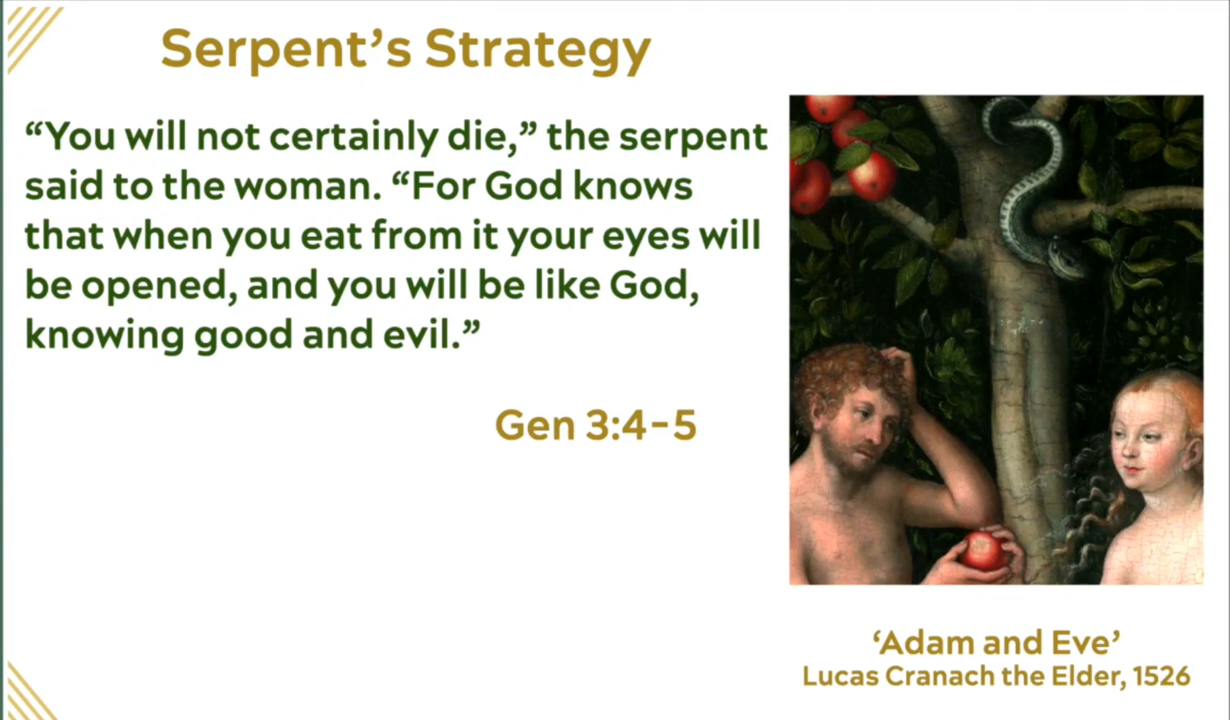 Serpent’s Strategy
“You will not certainly die,” the serpent
said to the woman. “For God knows
that when you eat from it your eyes will
be opened, and you will be like God,
knowing good and evil.”
Gen 3:4–5
‘Adam and Eve’
Lucas Cranach the Elder, 1526